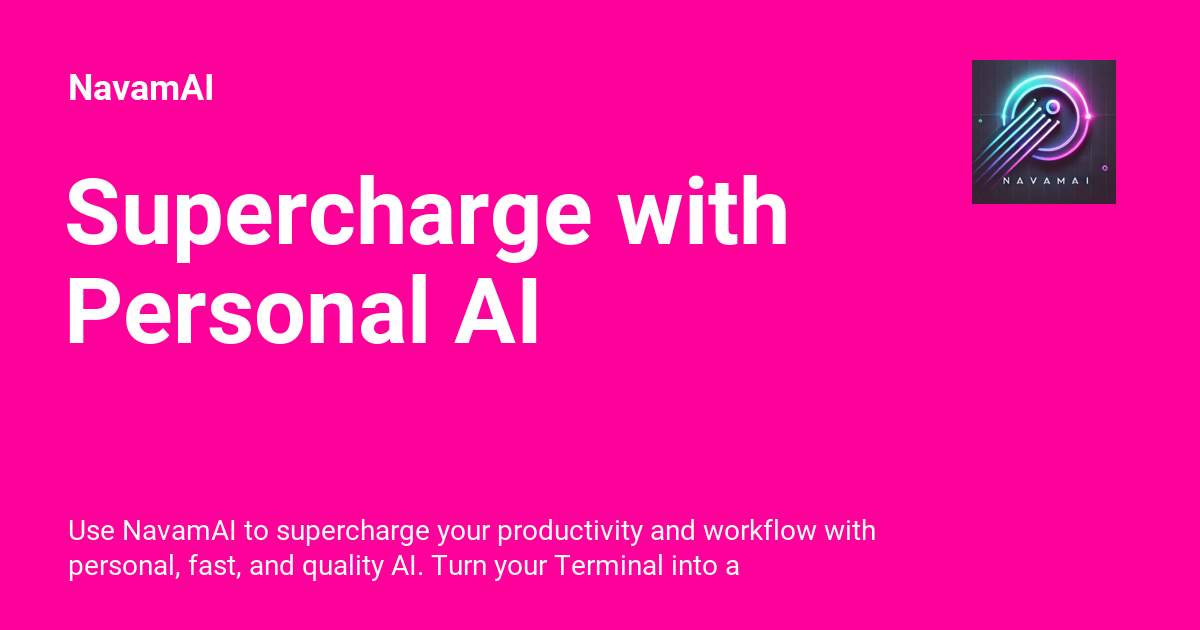 NavamAI
NAVAMAI
Supercharge with
Personal AI
Use NavamAI to supercharge your productivity and workflow with
personal, fast, and quality AI. Turn your Terminal into a